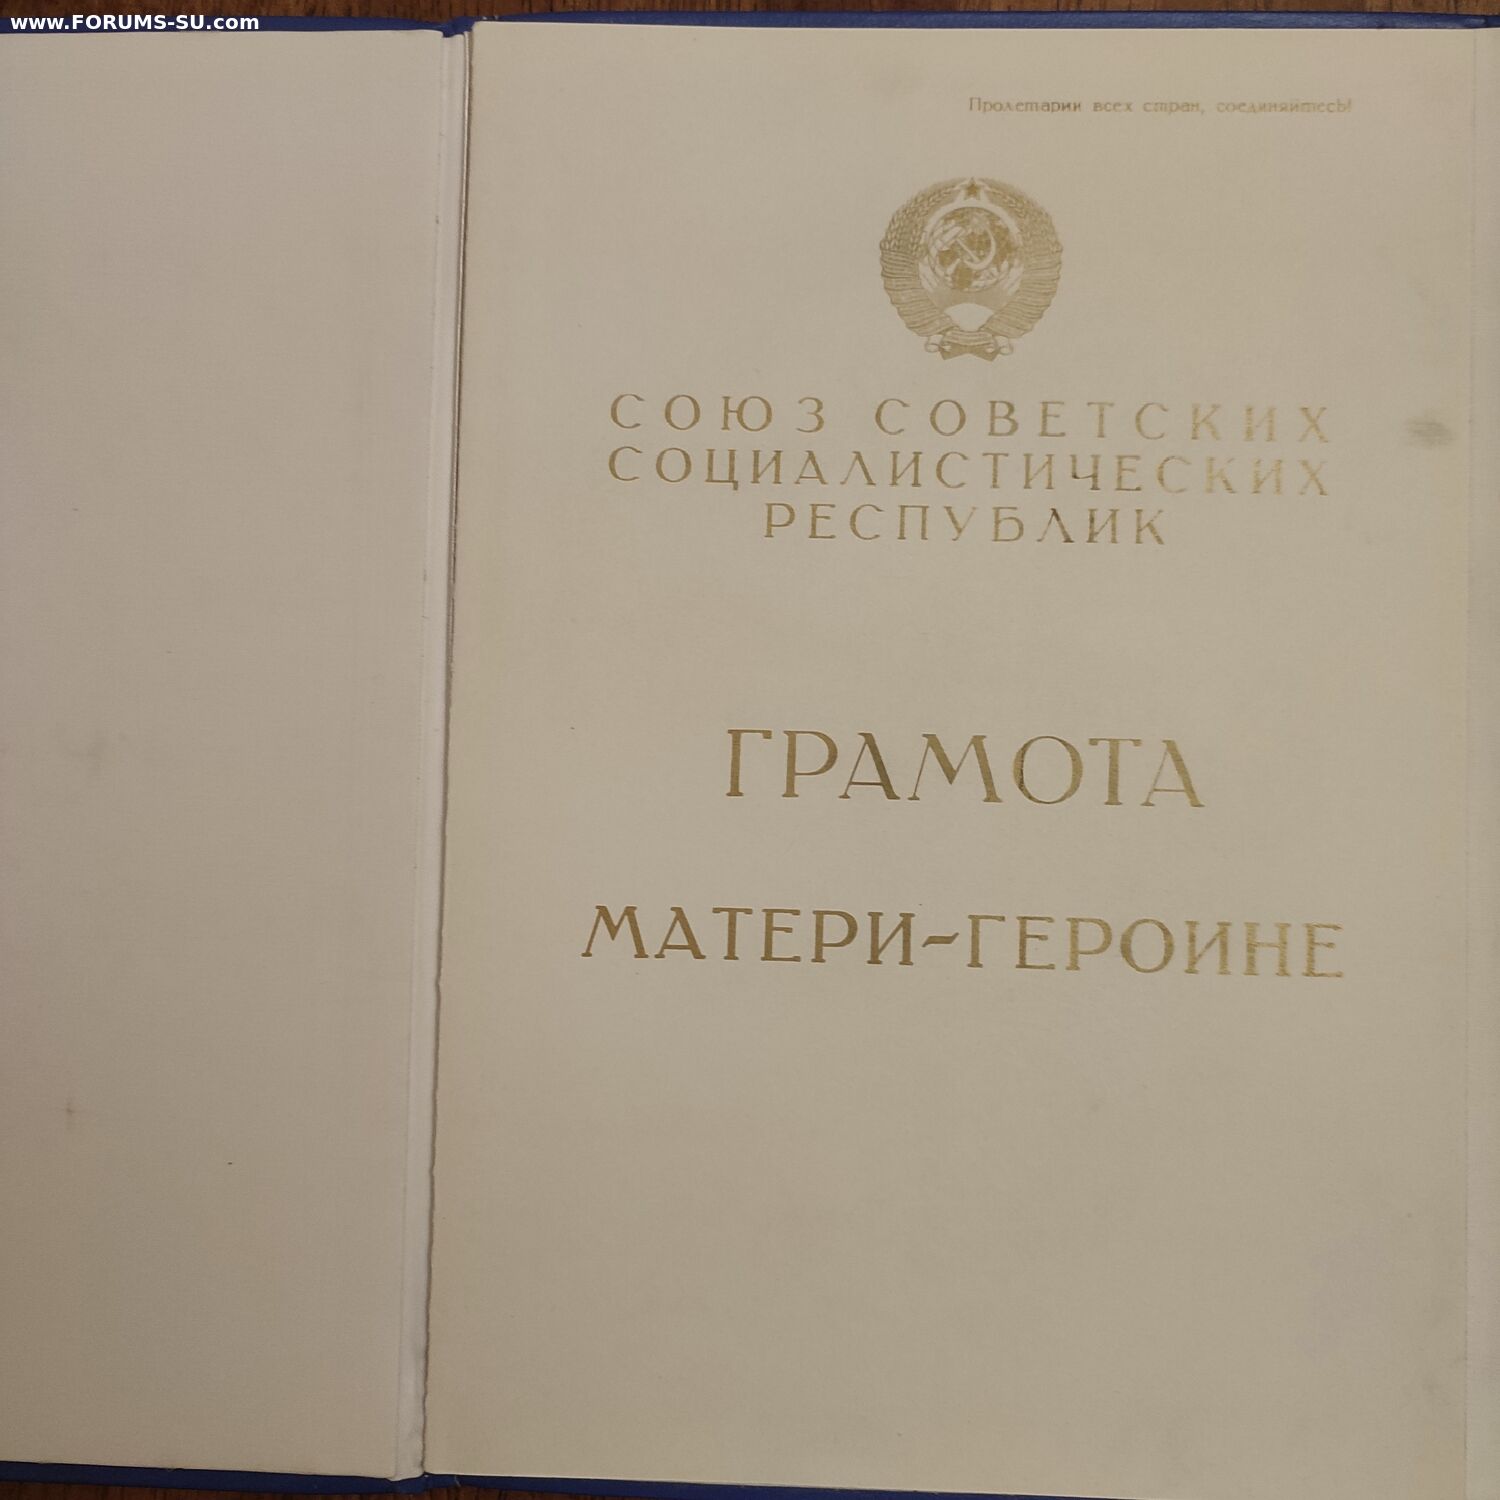 www.FORUMS-SU.com
Пролетарии всех стран, соединяйтесь!
СОЮЗ СОВЕТСКИХ
СОЦИАЛИСТИЧЕСКИХ
РЕСПУБЛИК
ГРАМОТА
МАТЕРИ-ГЕРОИНЕ